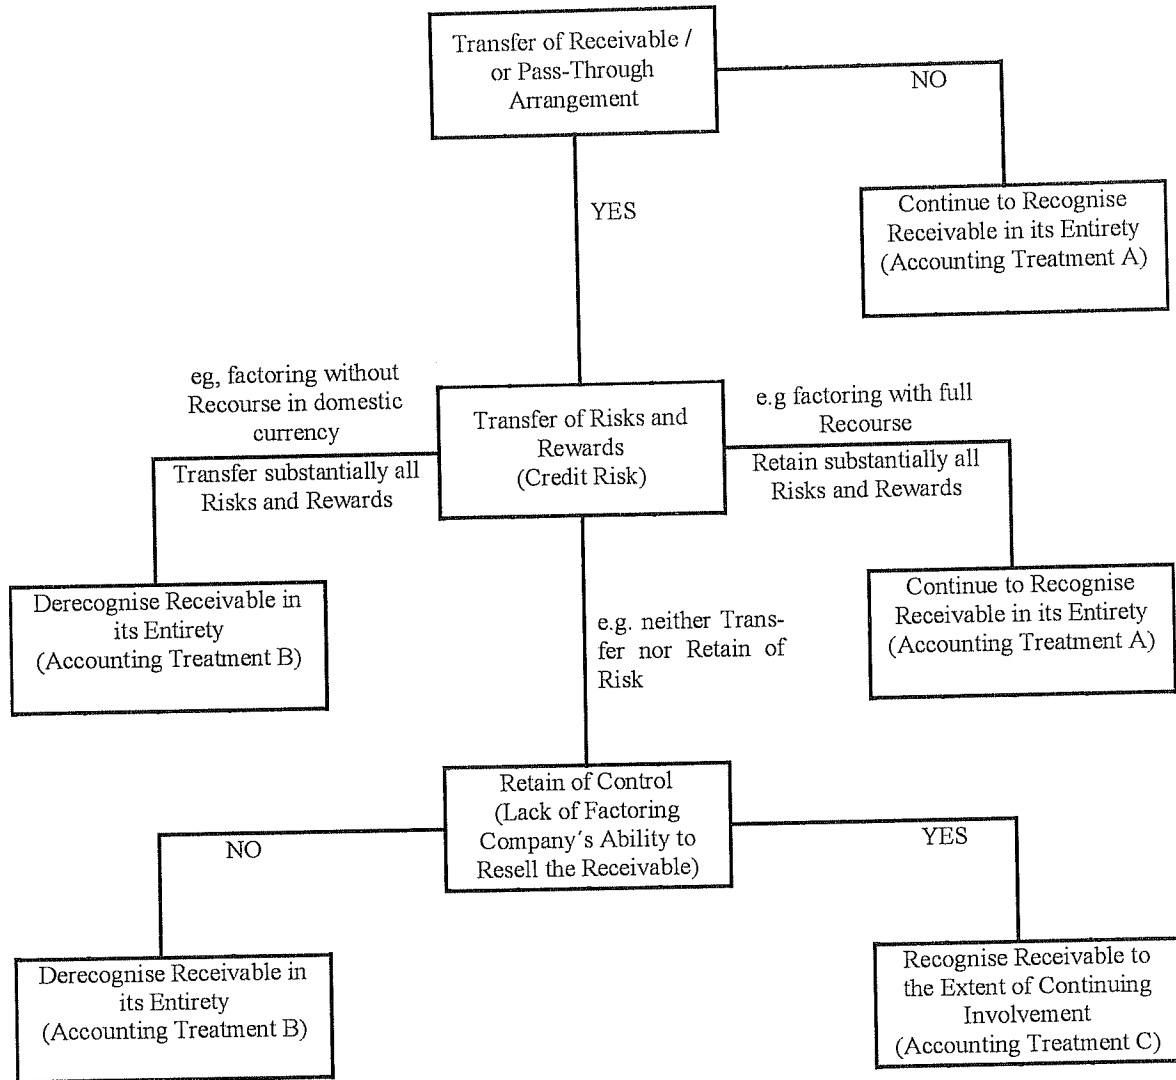 Transfer of Receivable /
or Pass-Through
Arrangement
NO
YES
Continue to Recognise
Receivable in its Entirety
(Accounting Treatment A)
eg, factoring without
Recourse in domestic
currency
Transfer substantially all
Risks and Rewards
Transfer of Risks and
Rewards
(Credit Risk)
e.g factoring with full
Recourse
Retain substantially all
Risks and Rewards
Derecognise Receivable in
its Entirety
(Accounting Treatment B)
e.g. neither Trans-
fer nor Retain of
Risk
Continue to Recognise
Receivable in its Entirety
(Accounting Treatment A)
Retain of Control
(Lack of Factoring
Company´s Ability to
Resell the Receivable)
NO
YES
Derecognise Receivable in
its Entirety
(Accounting Treatment B)
Recognise Receivable to
the Extent of Continuing
Involvement
(Accounting Treatment C)